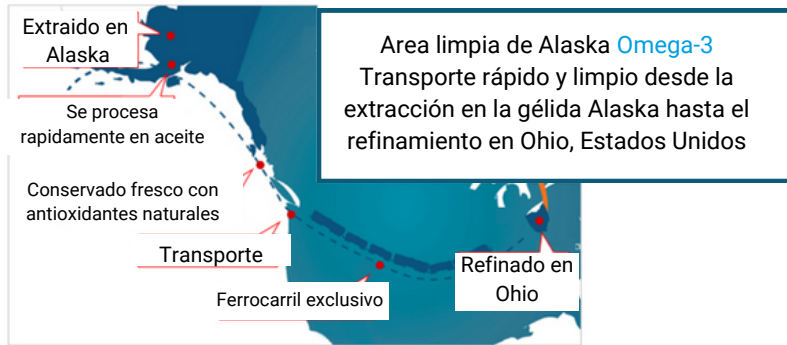 Extraido en
Alaska
Area limpia de Alaska Omega-3
Transporte rápido y limpio desde la
extracción en la gélida Alaska hasta el
refinamiento en Ohio, Estados Unidos
Se procesa
rapidamente en aceite
Conservado fresco con
antioxidantes naturales
Transporte
Ferrocarril exclusivo
Refinado en
Ohio